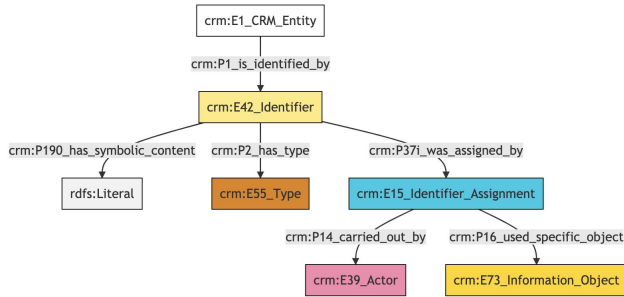 crm:E1_CRM_Entity
crm:P1_is_identified_by
crm:E42_Identifier
crm:P190_has_symbolic_content
crm:P2_has_type
crm:P37i_was_assigned_by
rdfs:Literal
crm:E55_Type
crm:E15_Identifier_Assignment
crm:P14_carried_out_by
crm:P16_used_specific_object
crm:E39_Actor
crm:E73_Information_Object